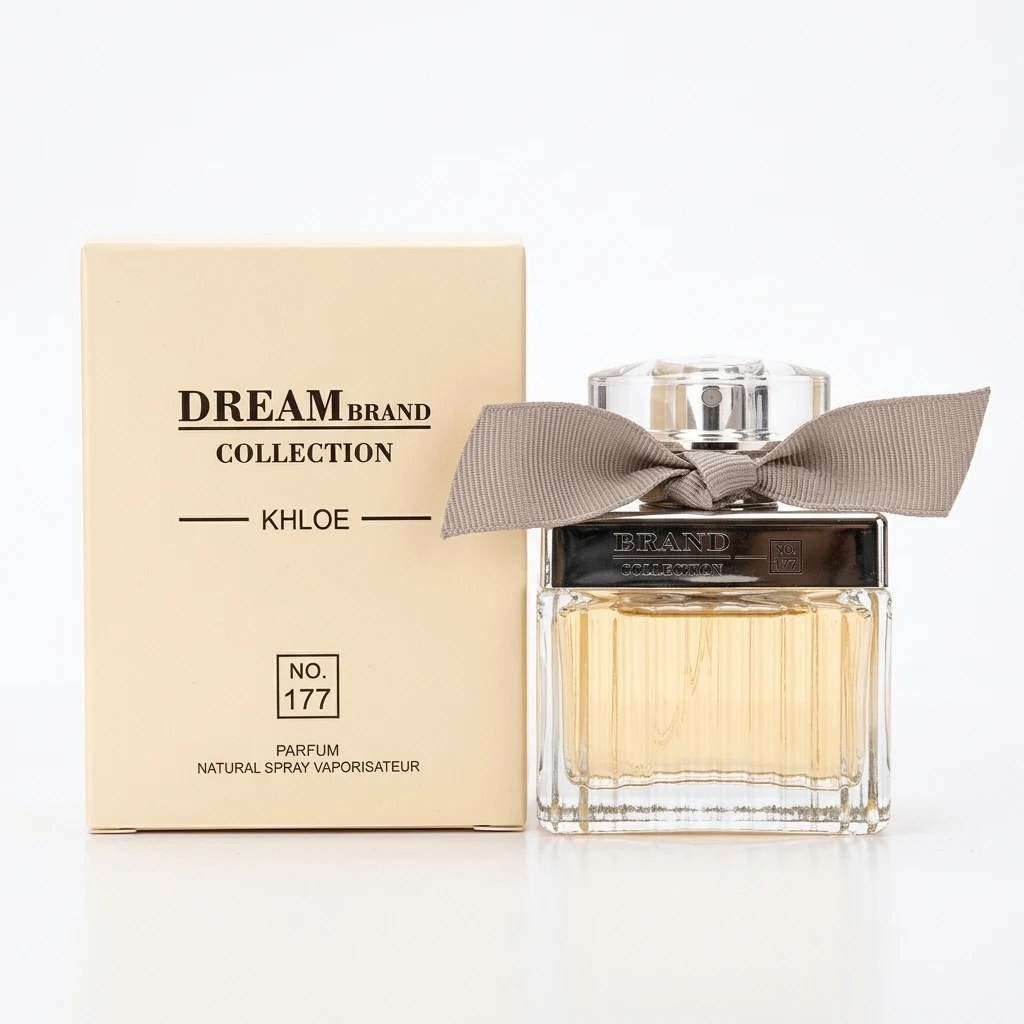 DREAM BRAND
COLLECTION
KHLOE
NO.
177
PARFUM
NATURAL SPRAY VAPORISATEUR
BRAND
COLLECTION
NO.
177